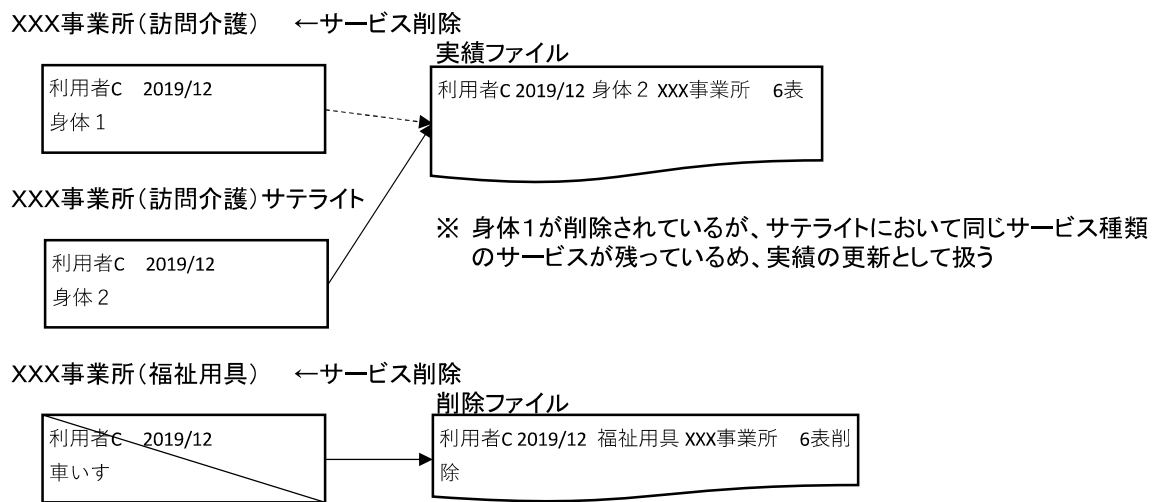 XXX事業所(訪問介護)　←サービス削除
実績ファイル
利用者C　2019/12
身体１
利用者C 2019/12 身体２ XXX事業所　6表
XXX事業所(訪問介護)サテライト
利用者C　2019/12
身体２
※ 身体１が削除されているが、サテライトにおいて同じサービス種類
のサービスが残っているめ、実績の更新として扱う
XXX事業所(福祉用具)　←サービス削除
削除ファイル
利用者C　2019/12
車いす
利用者C 2019/12 福祉用具 XXX事業所　6表削
除